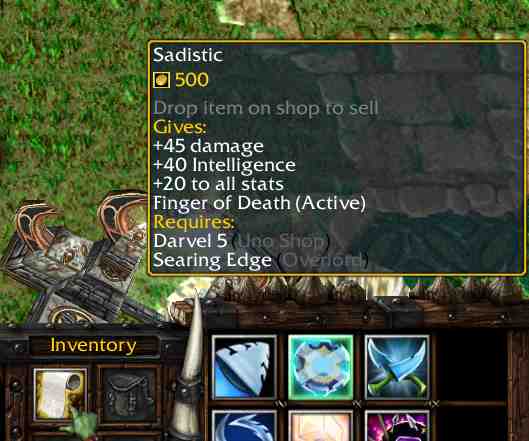 Sadistic
500
Drop item on shop to sell
Gives:
+45 damage
+40 Intelligence
+20 to all stats
Finger of Death (Active)
Requires:
Darvel 5 (Uno Shop)
Searing Edge (Overlord)
Inventory